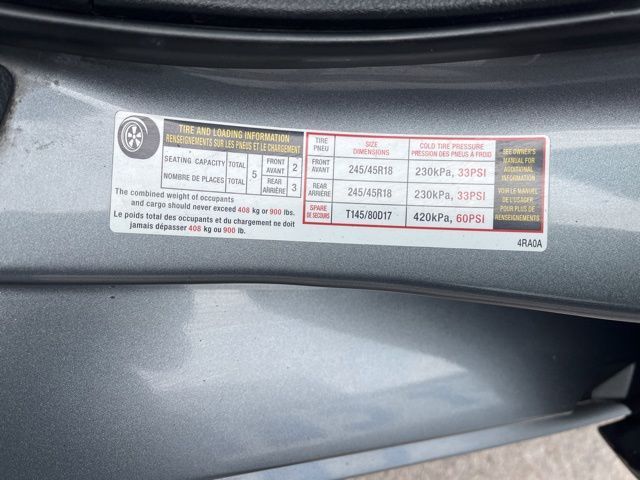 TIRE AND LOADING INFORMATION
RENSEIGNEMENTS SUR LES PNEUS ET LE CHARGEMENT
SEATING CAPACITY TOTAL 5 FRONT AVANT 2
NOMBRE DE PLACES TOTAL REAR ARRIÈRE 3
The combined weight of occupants
and cargo should never exceed 408 kg or 900 lbs.
Le poids total des occupants et du chargement ne doit
jamais dépasser 408 kg ou 900 lb.
TIRE PNEU SIZE DIMENSIONS COLD TIRE PRESSURE PRESSION DES PNEUS À FROID
FRONT AVANT 245/45R18 230kPa, 33PSI
REAR ARRIÈRE 245/45R18 230kPa, 33PSI
SPARE DE SECOURS T145/80D17 420kPa, 60PSI
SEE OWNER'S
MANUAL FOR
ADDITIONAL
INFORMATION
VOIR LE MANUEL
DE L'USAGER
POUR PLUS DE
RENSEIGNEMENTS
4RA0A